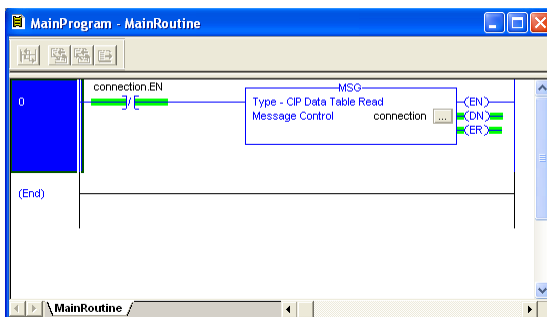 MainProgram - MainRoutine
connection.EN
MSG
0
Type - CIP Data Table Read
Message Control connection ...
(EN)
(DN)
(ER)
(End)
MainRoutine